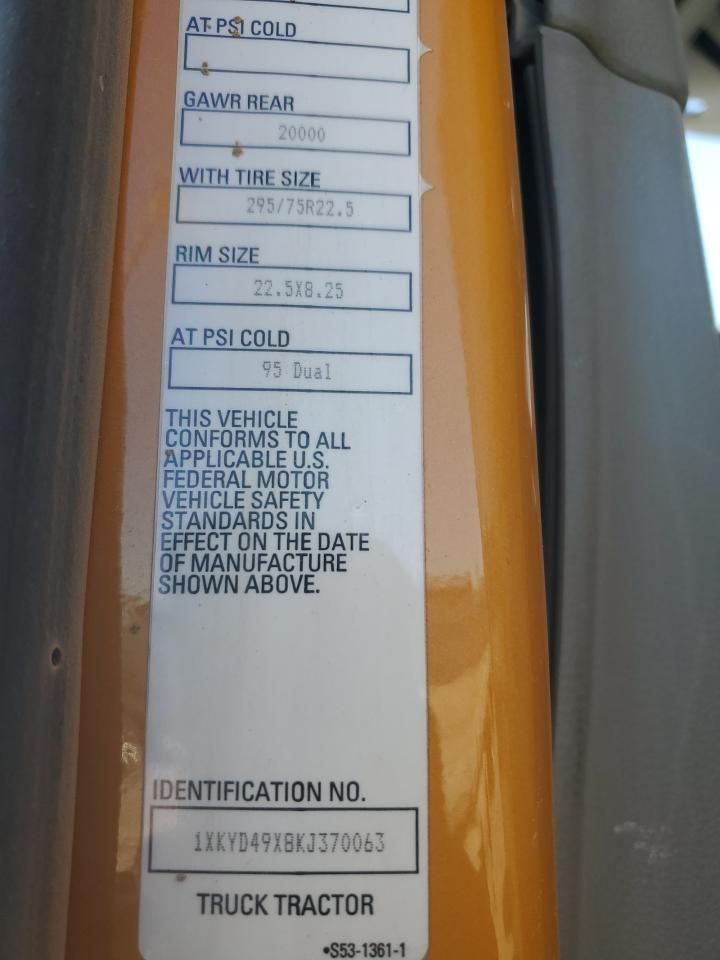 AT PSI COLD
GAWR REAR
20000
WITH TIRE SIZE
295/75R22.5
RIM SIZE
22.5X8.25
AT PSI COLD
95 Dual
THIS VEHICLE
CONFORMS TO ALL
APPLICABLE U.S.
FEDERAL MOTOR
VEHICLE SAFETY
STANDARDS IN
EFFECT ON THE DATE
OF MANUFACTURE
SHOWN ABOVE.
IDENTIFICATION NO.
1XKYD49X8KJ370063
TRUCK TRACTOR
•S53-1361-1